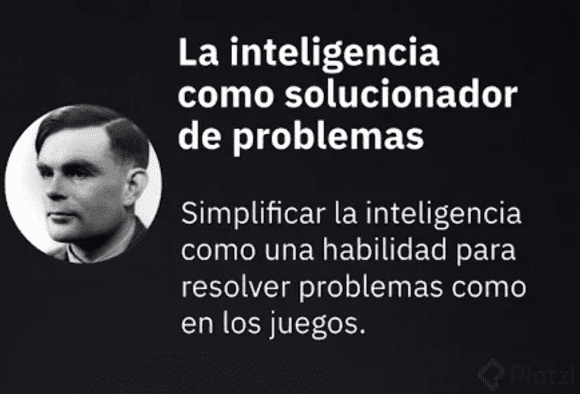 La inteligencia
como solucionador
de problemas
Simplificar la inteligencia
como una habilidad para
resolver problemas como
en los juegos.
Platzi